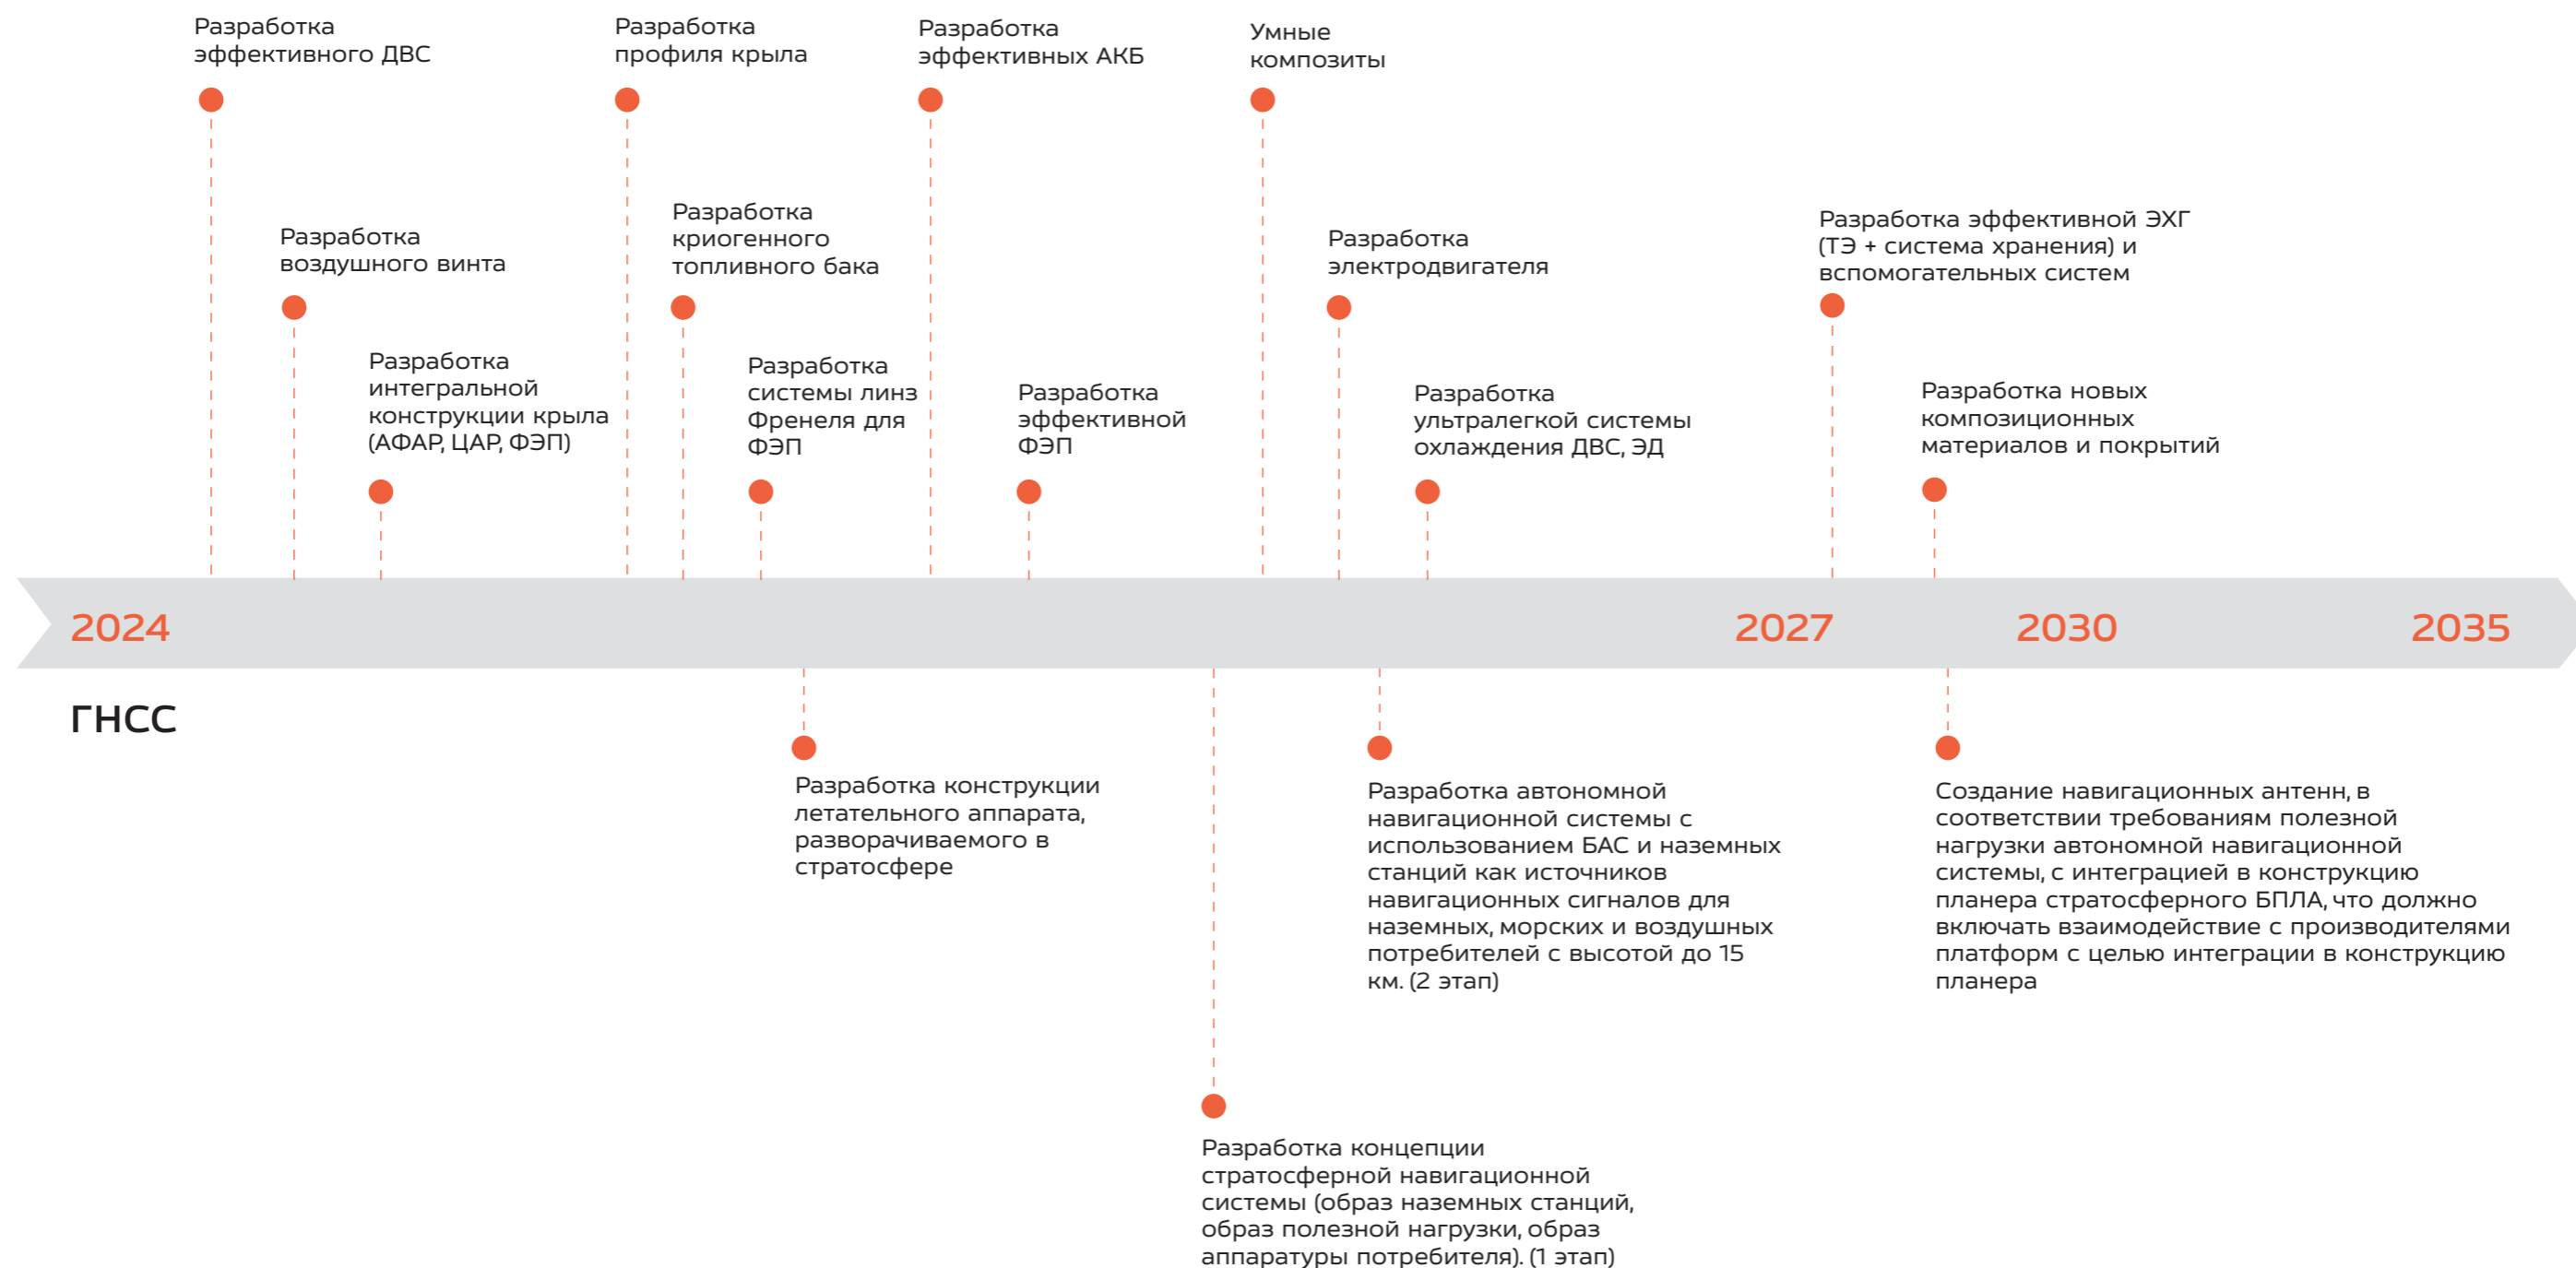 Разработка
эффективного ДВС
Разработка
профиля крыла
Разработка
эффективных АКБ
Умные
композиты
Разработка
воздушного винта
Разработка
криогенного
топливного бака
Разработка
электродвигателя
Разработка эффективной ЭХГ
(ТЭ + система хранения) и
вспомогательных систем
Разработка
интегральной
конструкции крыла
(АФАР, ЦАР, ФЭП)
Разработка
системы линз
Френеля для
ФЭП
Разработка
эффективной
ФЭП
Разработка
ультралегкой системы
охлаждения ДВС, ЭД
Разработка новых
композиционных
материалов и покрытий
2024
2027
2030
2035
ГНСС
Разработка конструкции
летательного аппарата,
разворачиваемого в
стратосфере
Разработка автономной
навигационной системы с
использованием БАС и наземных
станций как источников
навигационных сигналов для
наземных, морских и воздушных
потребителей с высотой до 15
км. (2 этап)
Создание навигационных антенн, в
соответствии требованиям полезной
нагрузки автономной навигационной
системы, с интеграцией в конструкцию
планера стратосферного БПЛА, что должно
включать взаимодействие с производителями
платформ с целью интеграции в конструкцию
планера
Разработка концепции
стратосферной навигационной
системы (образ наземных станций,
образ полезной нагрузки, образ
аппаратуры потребителя). (1 этап)